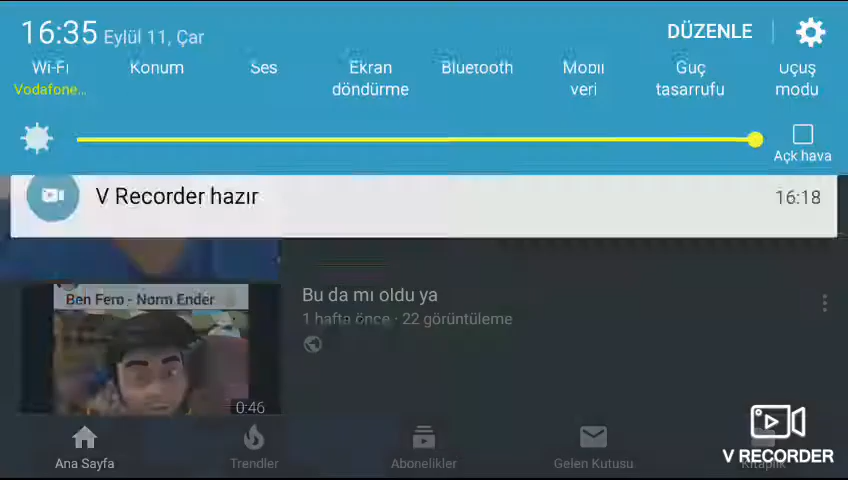 16:35 Eylül 11, Çar DÜZENLE
Wi-Fi Konum Ses Ekran döndürme Bluetooth Mobil veri Güç tasarrufu Uçuş modu
Vodafone...
Açk hava
V Recorder hazır 16:18
Ben Fero - Norm Ender
Bu da mı oldu ya
1 hafta önce · 22 görüntüleme
0:46
V RECORDER
Ana Sayfa Trendler Abonelikler Gelen Kutusu Kitaplık